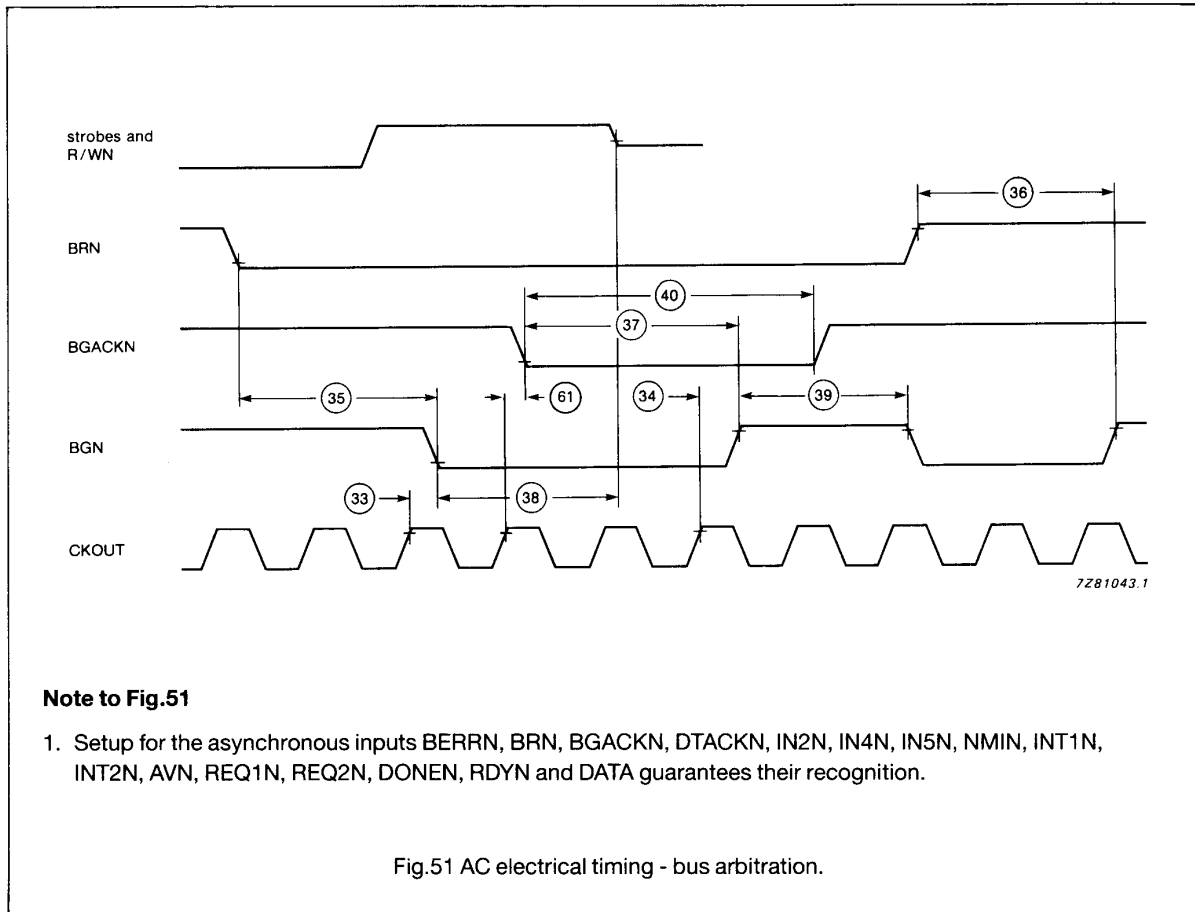 strobes and
R/WN
36
BRN
40
37
BGACKN
35
61
34
39
BGN
33
38
CKOUT
7Z81043.1
Note to Fig.51
1. Setup for the asynchronous inputs BERRN, BRN, BGACKN, DTACKN, IN2N, IN4N, IN5N, NMIN, INT1N,
INT2N, AVN, REQ1N, REQ2N, DONEN, RDYN and DATA guarantees their recognition.
Fig.51 AC electrical timing - bus arbitration.